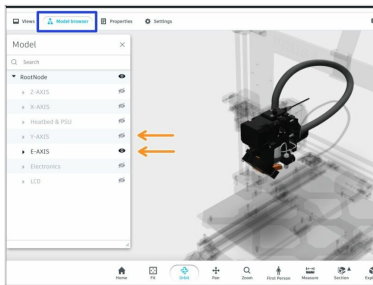 Views Model browser Properties Settings
Model
Search
RootNode
Z-AXIS
X-AXIS
Heatbed & PSU
Y-AXIS
E-AXIS
Electronics
LCD
Home Fit Orbit Pan Zoom First Person Measure Section